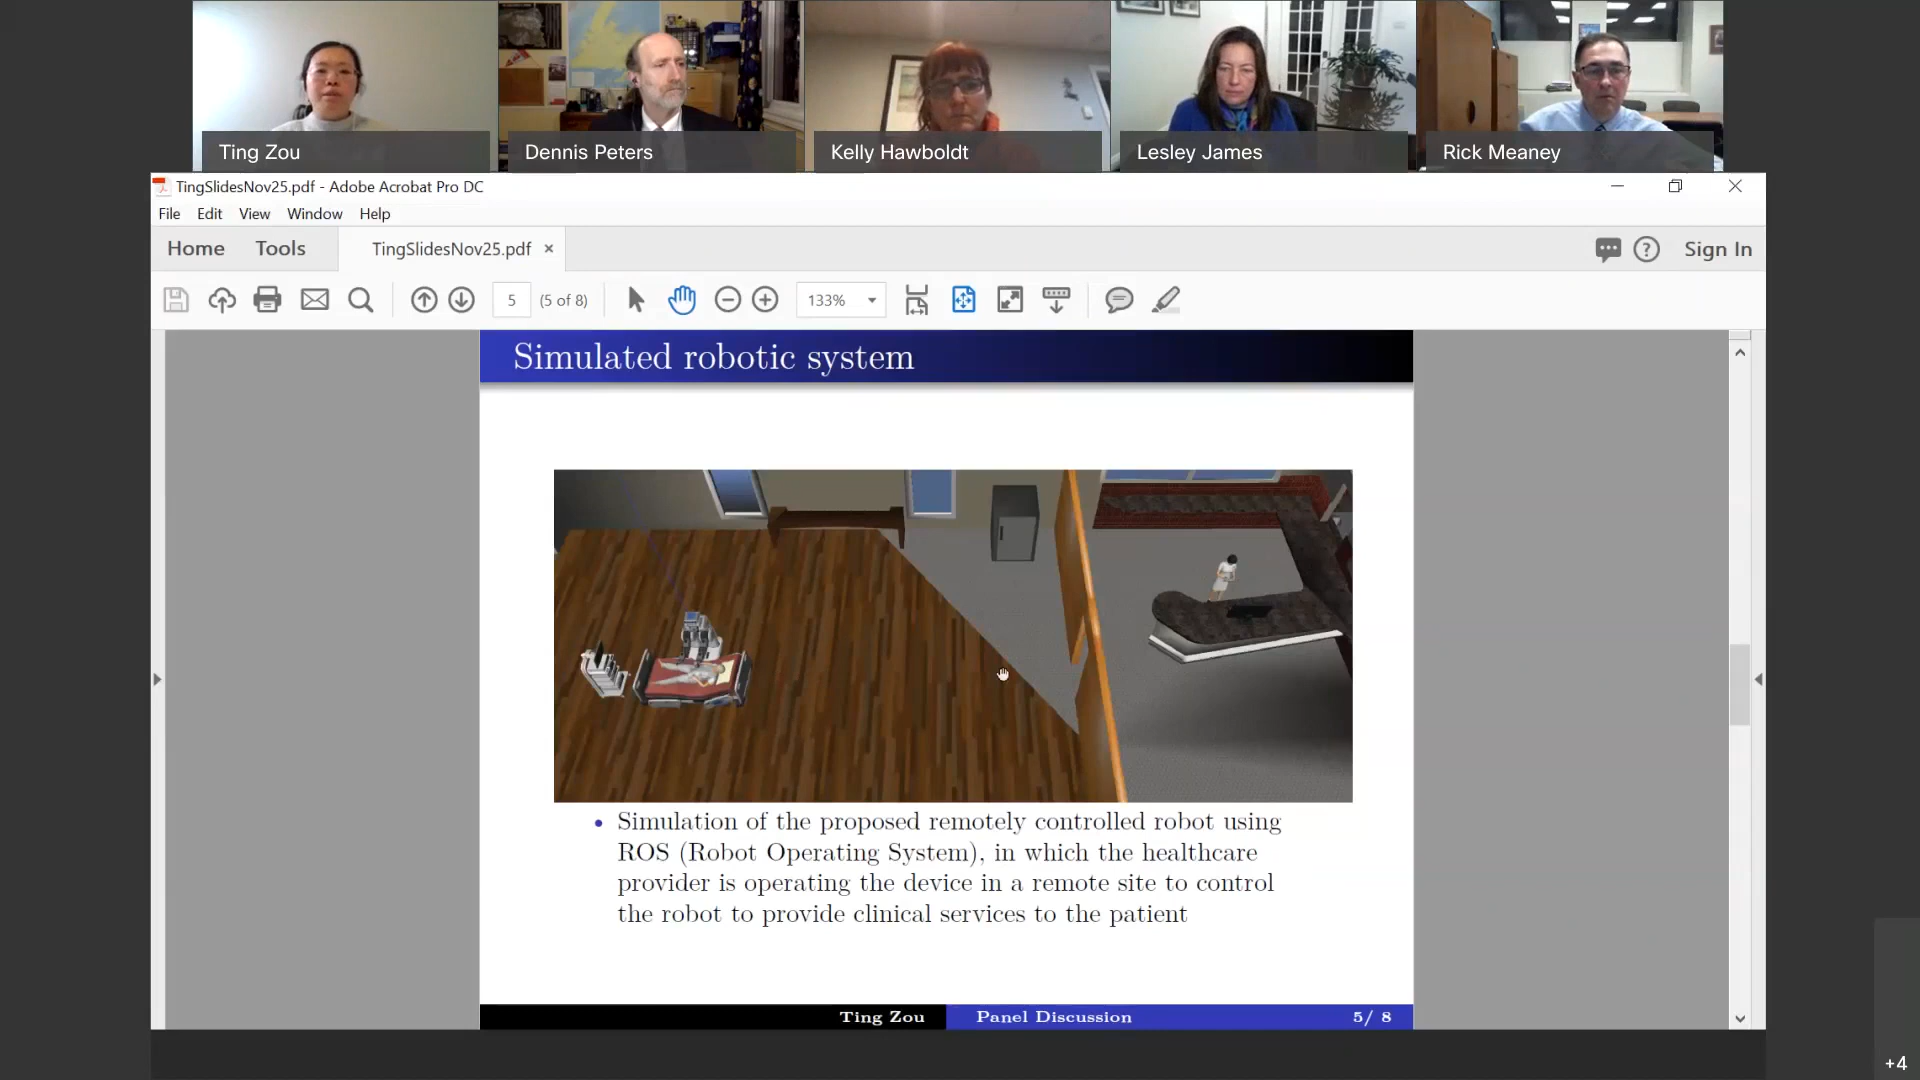 Ting Zou
Dennis Peters
Kelly Hawboldt
Lesley James
Rick Meaney
TingSlidesNov25.pdf - Adobe Acrobat Pro DC
File Edit View Window Help
Home Tools TingSlidesNov25.pdf × Sign In
5 (5 of 8) 133%
Simulated robotic system
• Simulation of the proposed remotely controlled robot using
ROS (Robot Operating System), in which the healthcare
provider is operating the device in a remote site to control
the robot to provide clinical services to the patient
Ting Zou Panel Discussion 5/ 8
+4